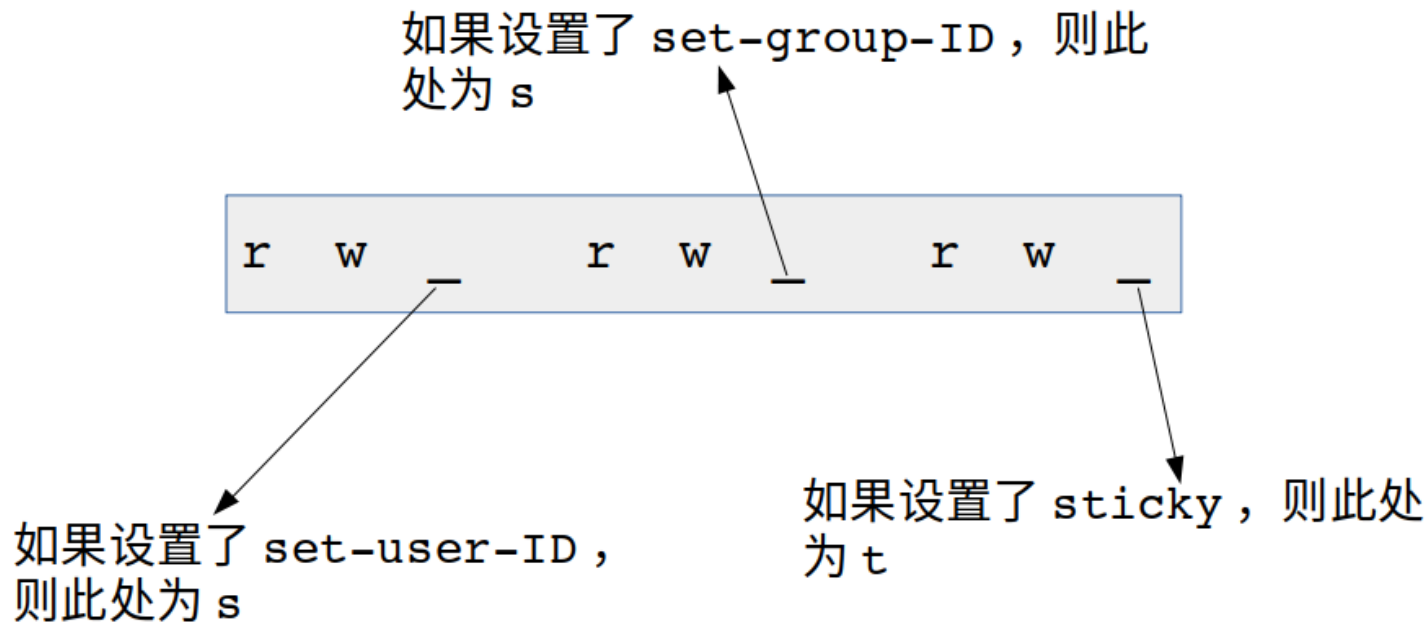 如果设置了 set-group-ID，则此
处为 s
r w _ r w _ r w _
如果设置了 set-user-ID，
则此处为 s
如果设置了 sticky，则此处
为 t